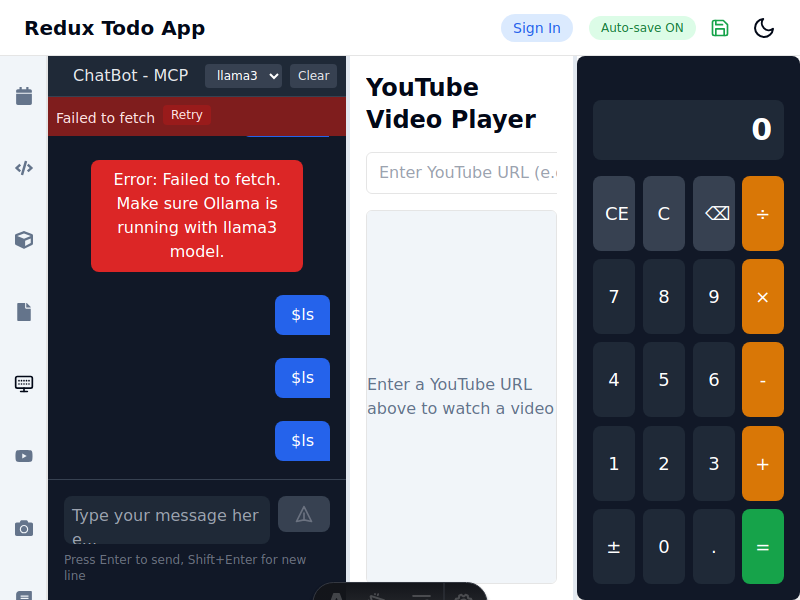 Redux Todo App
Sign In
Auto-save ON
ChatBot - MCP
llama3
Clear
Failed to fetch
Retry
Error: Failed to fetch.
Make sure Ollama is
running with llama3
model.
$ls
$ls
$ls
Type your message her
e...
Press Enter to send, Shift+Enter for new
line
YouTube
Video Player
Enter YouTube URL (e.
Enter a YouTube URL
above to watch a video
0
CE C ⌫ ÷
7 8 9 ×
4 5 6 -
1 2 3 +
± 0 . =